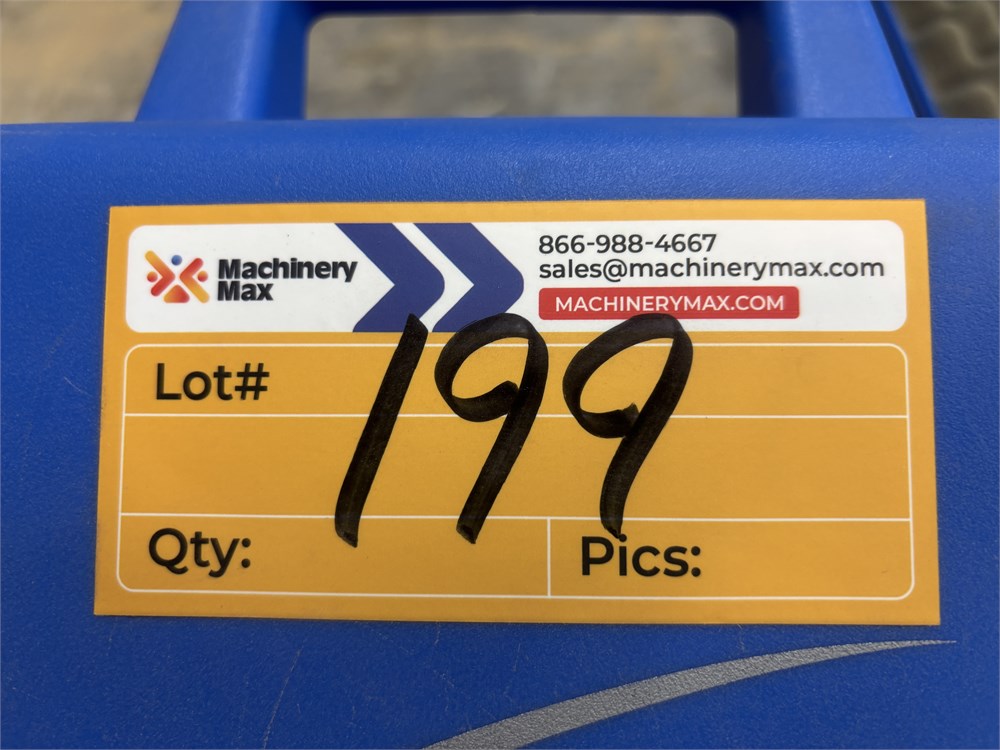 Machinery
Max
866-988-4667
sales@machinerymax.com
MACHINERYMAX.COM
Lot# 199
Qty:
Pics: